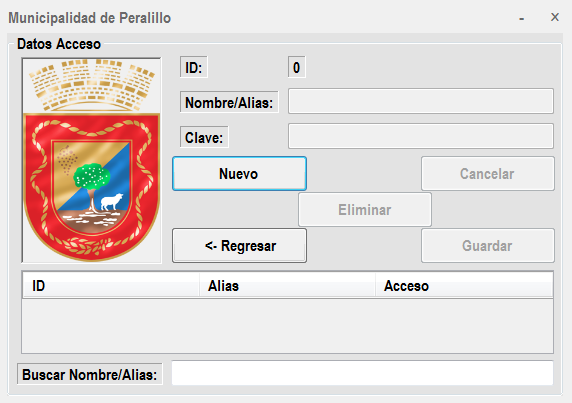 Municipalidad de Peralillo
Datos Acceso
ID: 0
Nombre/Alias:
Clave:
Nuevo Cancelar
Eliminar
<- Regresar Guardar
ID Alias Acceso
Buscar Nombre/Alias: